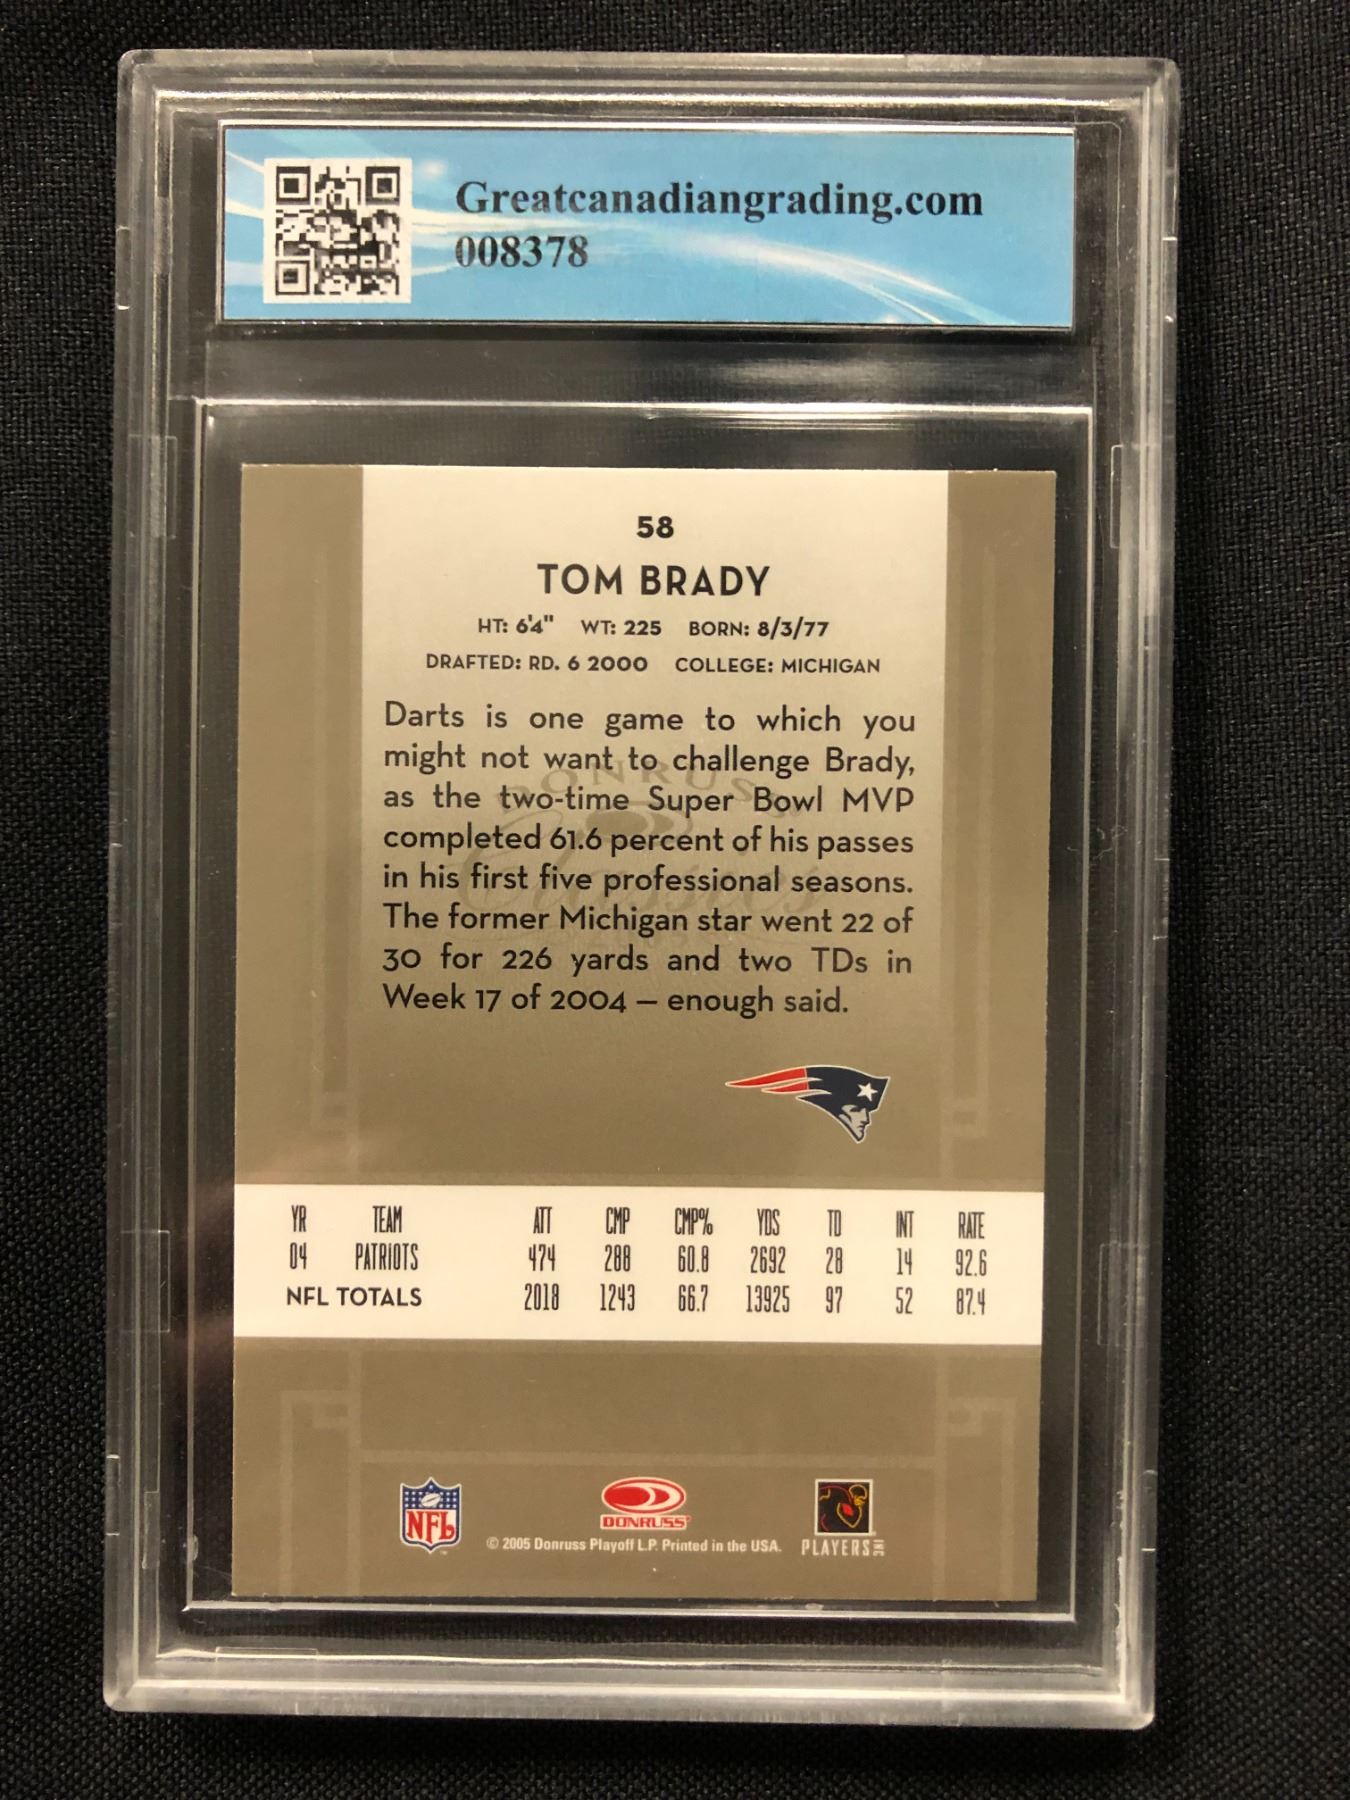 Greatcanadiangrading.com
008378
58
TOM BRADY
HT: 6'4" WT: 225 BORN: 8/3/77
DRAFTED: RD. 6 2000 COLLEGE: MICHIGAN
Darts is one game to which you
might not want to challenge Brady,
as the two-time Super Bowl MVP
completed 61.6 percent of his passes
in his first five professional seasons.
The former Michigan star went 22 of
30 for 226 yards and two TDs in
Week 17 of 2004 – enough said.
DONRUSS
Classics
YR TEAM ATT CMP CMP% YDS TD INT RATE
04 PATRIOTS 474 288 60.8 2692 28 14 92.6
NFL TOTALS 2018 1243 66.7 13925 97 52 87.4
NFL
DONRUSS
© 2005 Donruss Playoff L.P. Printed in the USA.
PLAYERS INC